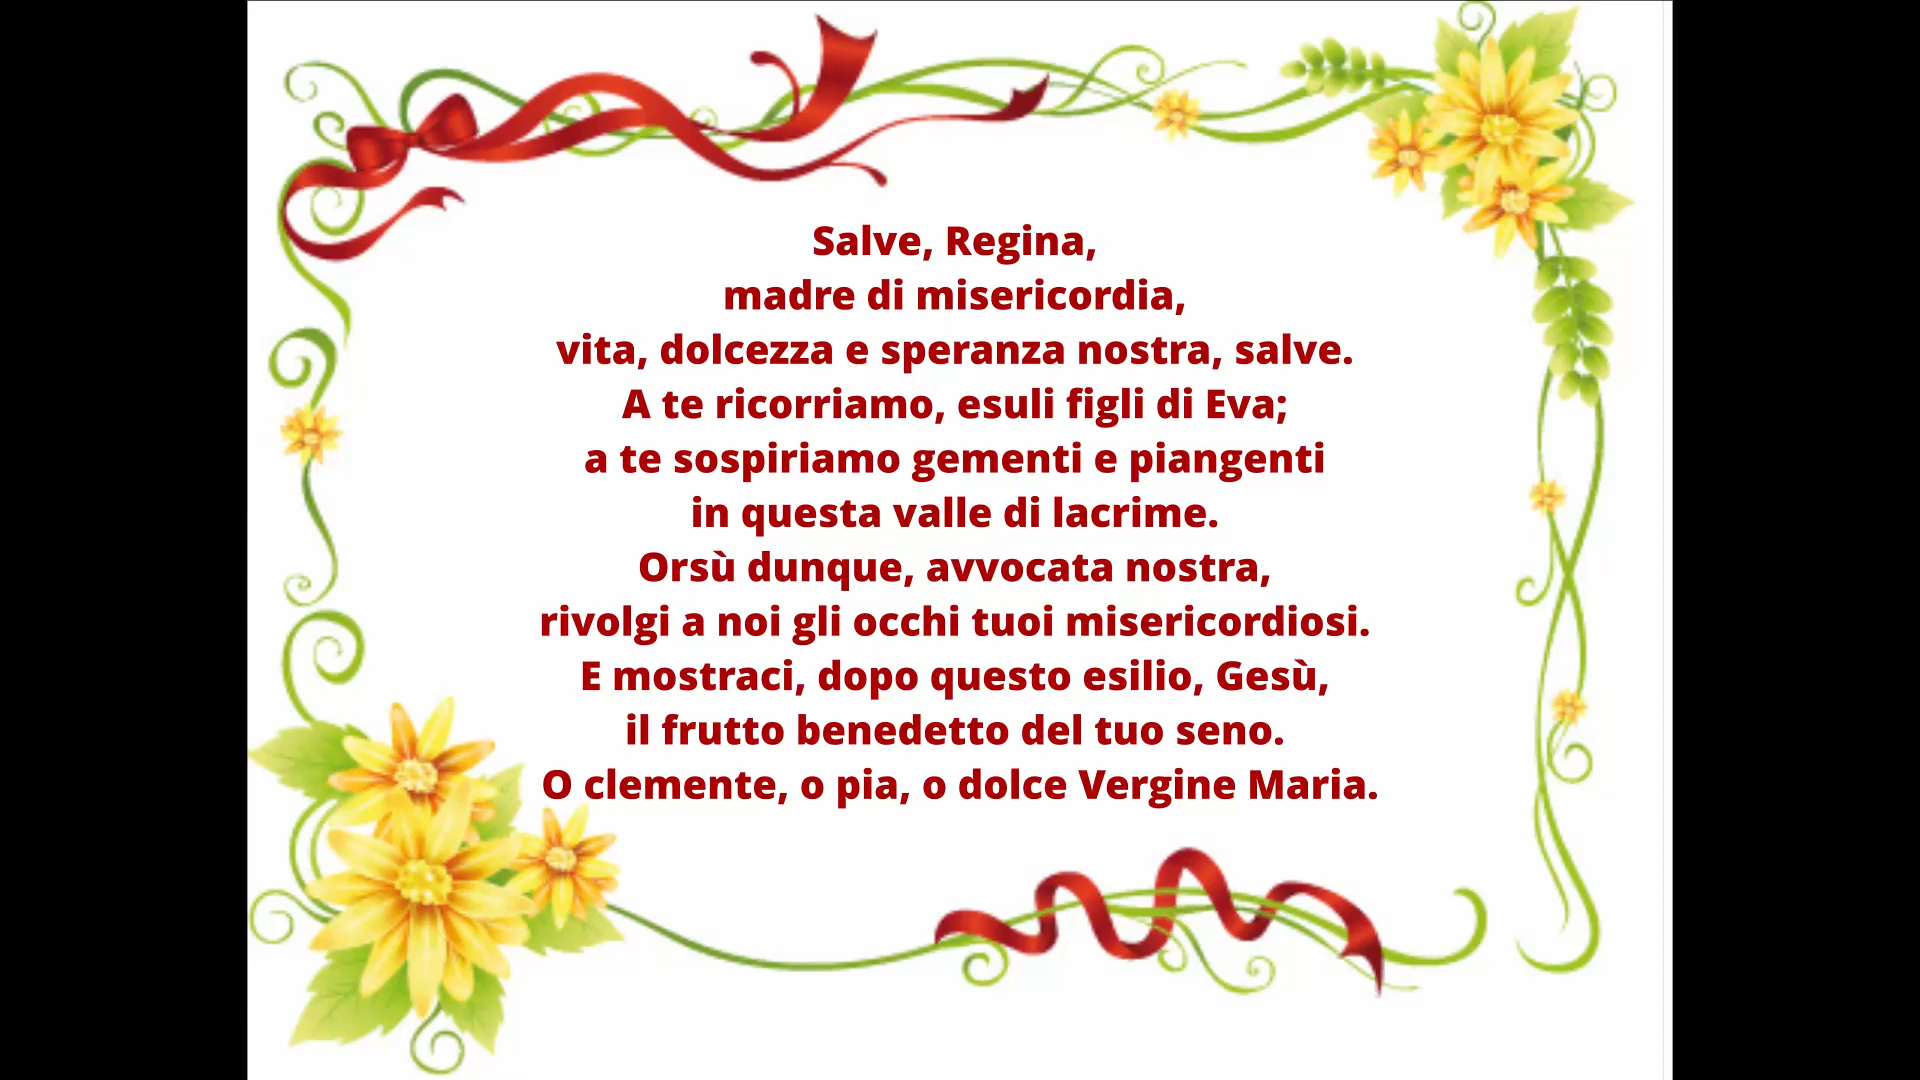 Salve, Regina,
madre di misericordia,
vita, dolcezza e speranza nostra, salve.
A te ricorriamo, esuli figli di Eva;
a te sospiriamo gementi e piangenti
in questa valle di lacrime.
Orsù dunque, avvocata nostra,
rivolgi a noi gli occhi tuoi misericordiosi.
E mostraci, dopo questo esilio, Gesù,
il frutto benedetto del tuo seno.
O clemente, o pia, o dolce Vergine Maria.